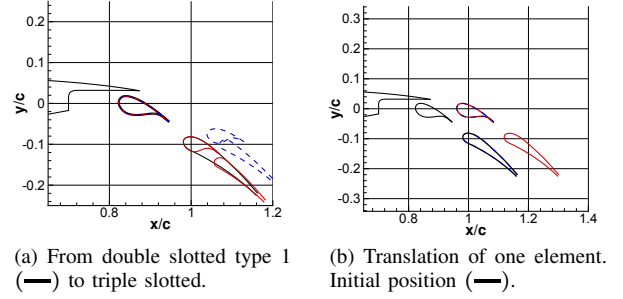 0.2
0.1
0
-0.1
-0.2
y/c
0.8
1
1.2
x/c
0.3
0.2
0.1
0
-0.1
-0.2
-0.3
y/c
0.8
1
1.2
1.4
x/c
(a) From double slotted type 1
(—) to triple slotted.
(b) Translation of one element.
Initial position (—).